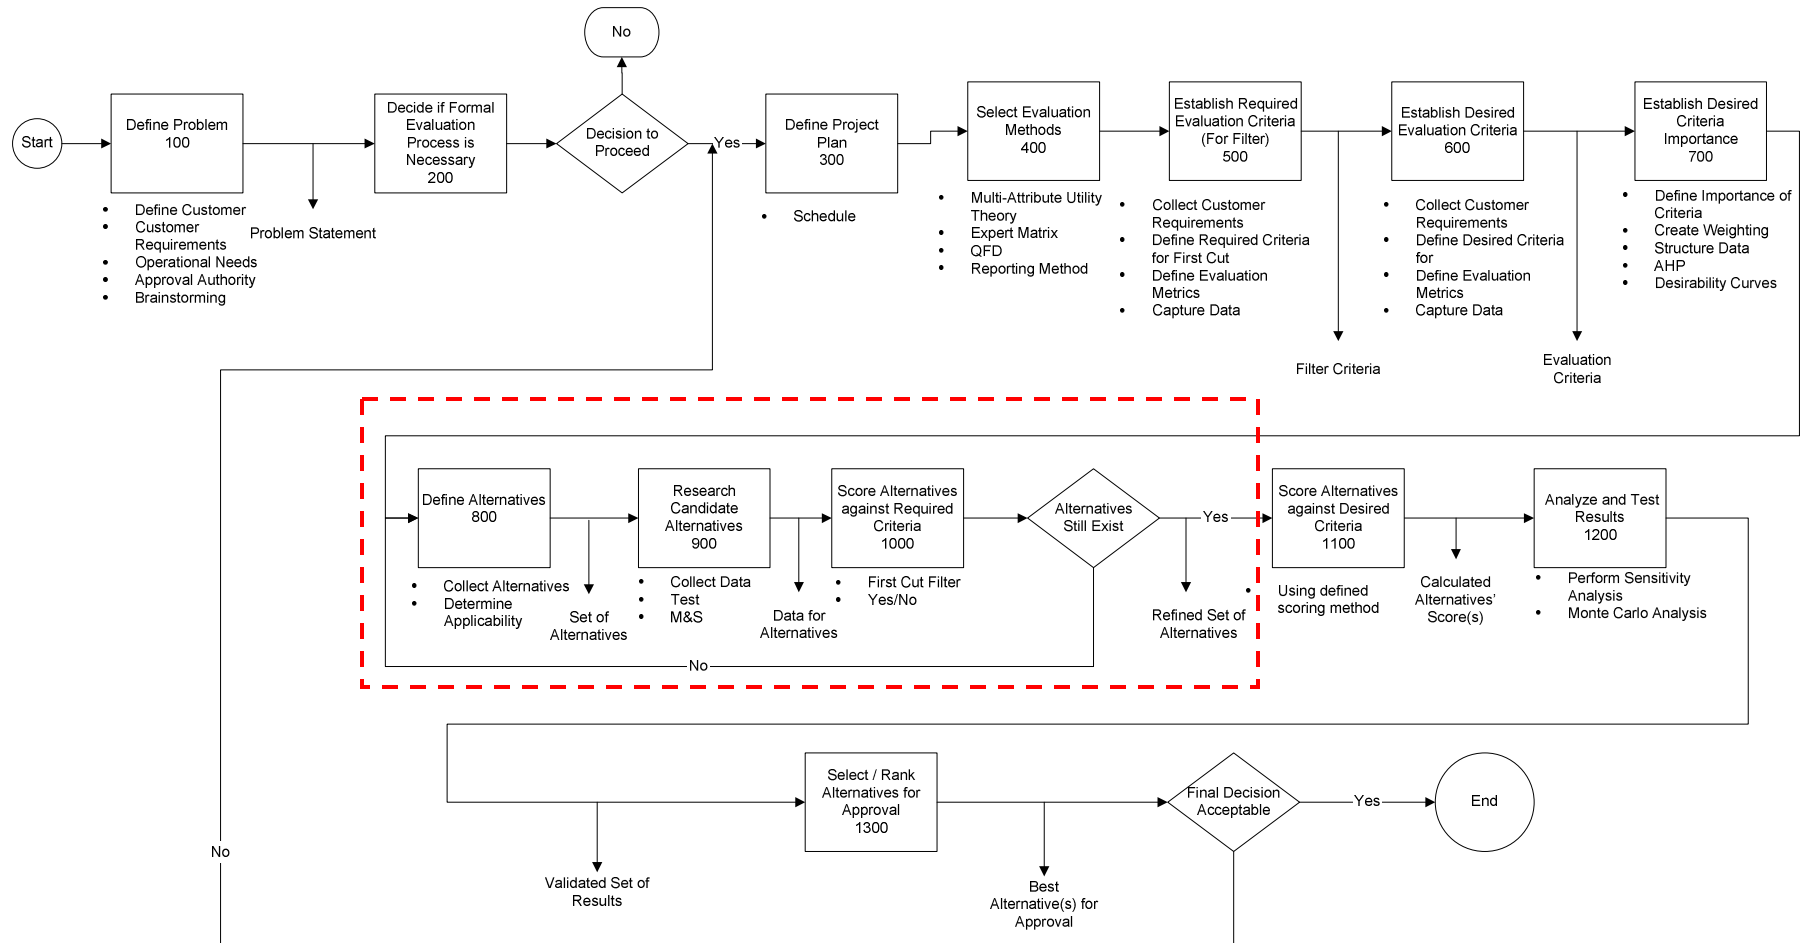 No
Start
Define Problem
100
• Define Customer
• Customer
Requirements
• Operational Needs
• Approval Authority
• Brainstorming
Problem Statement
Decide if Formal
Evaluation
Process is
Necessary
200
Decision to
Proceed
Yes
Define Project
Plan
300
• Schedule
Select Evaluation
Methods
400
• Multi-Attribute Utility
Theory
• Expert Matrix
• QFD
• Reporting Method
Establish Required
Evaluation Criteria
(For Filter)
500
• Collect Customer
Requirements
• Define Required Criteria
for First Cut
• Define Evaluation
Metrics
• Capture Data
Filter Criteria
Establish Desired
Evaluation Criteria
600
• Collect Customer
Requirements
• Define Desired Criteria
for
• Define Evaluation
Metrics
• Capture Data
Evaluation
Criteria
Establish Desired
Criteria
Importance
700
• Define Importance of
Criteria
• Create Weighting
• Structure Data
• AHP
• Desirability Curves
Define Alternatives
800
• Collect Alternatives
• Determine
Applicability
Set of
Alternatives
Research
Candidate
Alternatives
900
• Collect Data
• Test
• M&S
Data for
Alternatives
Score Alternatives
against Required
Criteria
1000
• First Cut Filter
• Yes/No
Alternatives
Still Exist
Yes
No
Refined Set of
Alternatives
Score Alternatives
against Desired
Criteria
1100
• Using defined
scoring method
Calculated
Alternatives’
Score(s)
Analyze and Test
Results
1200
• Perform Sensitivity
Analysis
• Monte Carlo Analysis
Validated Set of
Results
Select / Rank
Alternatives for
Approval
1300
Best
Alternative(s) for
Approval
Final Decision
Acceptable
Yes
End
No